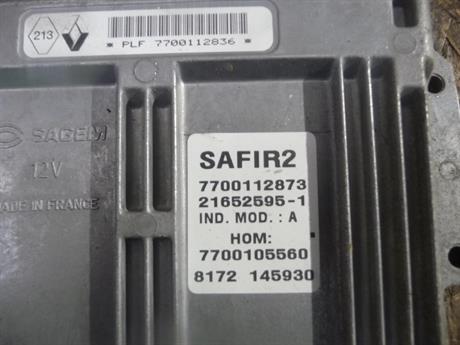 213
* PLF 7700112836 *
SAGEM
12V
MADE IN FRANCE
SAFIR2
7700112873
21652595-1
IND. MOD. : A
HOM:
7700105560
8172 145930